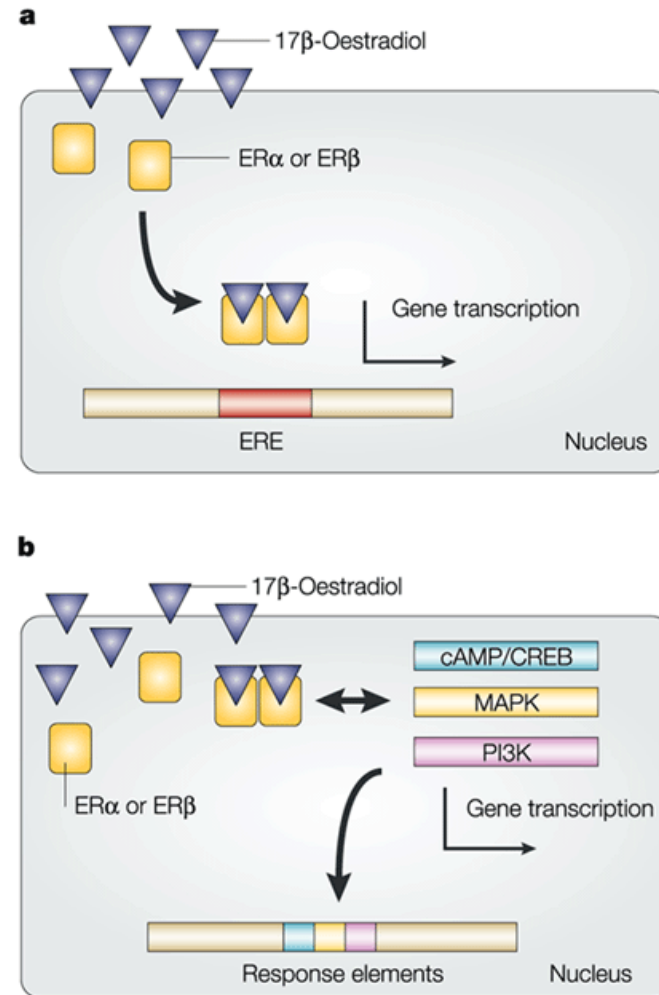 a
17β-Oestradiol
ERα or ERβ
Gene transcription
ERE
Nucleus
b
17β-Oestradiol
cAMP/CREB
MAPK
PI3K
ERα or ERβ
Gene transcription
Response elements
Nucleus